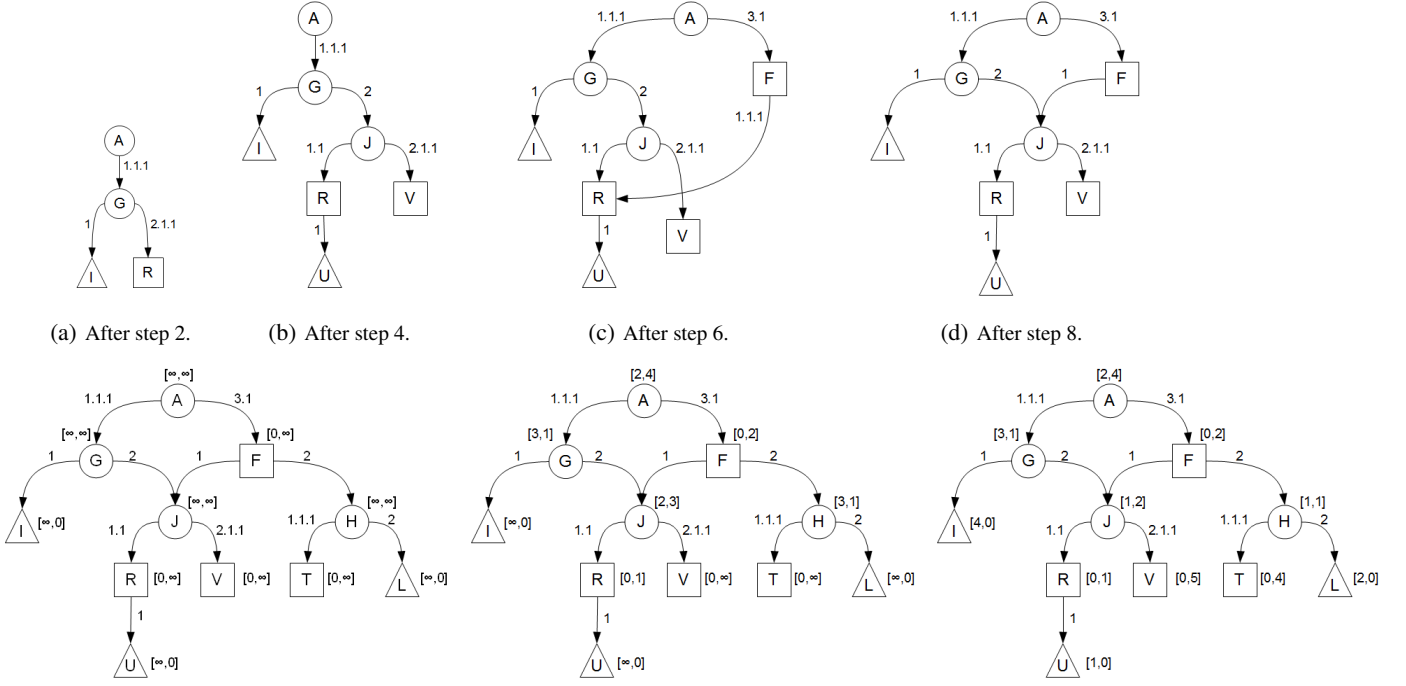 A
1.1.1
G
1
2.1.1
I
R
(a) After step 2.
A
1.1.1
G
1
2
I
J
1.1
2.1.1
R
V
1
U
(b) After step 4.
A
1.1.1
3.1
G
F
1
2
1.1.1
I
J
1.1
2.1.1
R
V
1
U
(c) After step 6.
A
1.1.1
3.1
G
F
1
2
1
I
J
1.1
2.1.1
R
V
1
U
(d) After step 8.
[∞,∞]
A
1.1.1
3.1
[∞,∞]
[0,∞]
G
F
1
2
1
2
I
[∞,0]
[∞,∞]
J
[∞,∞]
H
1.1
2.1.1
1.1.1
2
R
[0,∞]
V
[0,∞]
T
[0,∞]
L
[∞,0]
1
U
[∞,0]
[2,4]
A
1.1.1
3.1
[3,1]
[0,2]
G
F
1
2
1
2
I
[∞,0]
[2,3]
J
[3,1]
H
1.1
2.1.1
1.1.1
2
R
[0,1]
V
[0,∞]
T
[0,∞]
L
[∞,0]
1
U
[∞,0]
[2,4]
A
1.1.1
3.1
[3,1]
[0,2]
G
F
1
2
1
2
I
[4,0]
[1,2]
J
[1,1]
H
1.1
2.1.1
1.1.1
2
R
[0,1]
V
[0,5]
T
[0,4]
L
[2,0]
1
U
[1,0]